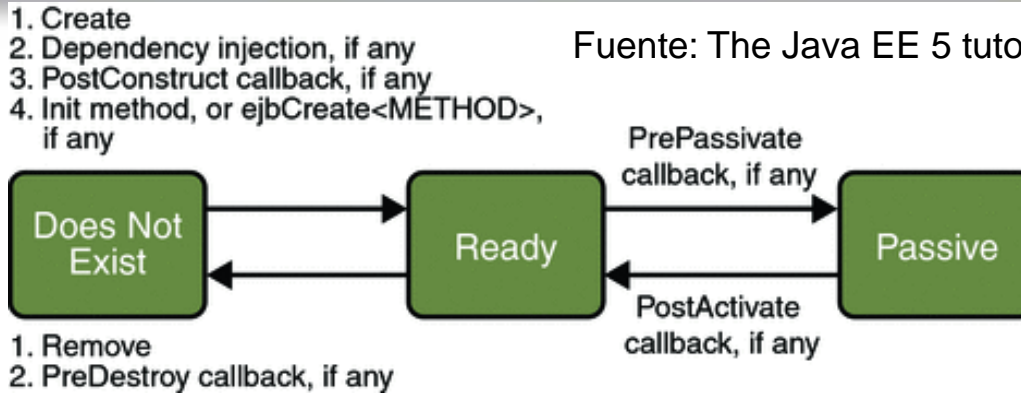 1. Create
2. Dependency injection, if any
3. PostConstruct callback, if any
4. Init method, or ejbCreate<METHOD>,
if any
Fuente: The Java EE 5 tuto
PrePassivate
callback, if any
Does Not
Exist
Ready
Passive
PostActivate
callback, if any
1. Remove
2. PreDestroy callback, if any